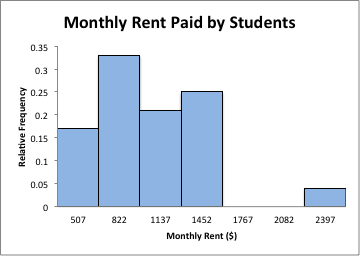 Monthly Rent Paid by Students
Relative Frequency
0.35
0.3
0.25
0.2
0.15
0.1
0.05
0
507 822 1137 1452 1767 2082 2397
Monthly Rent ($)